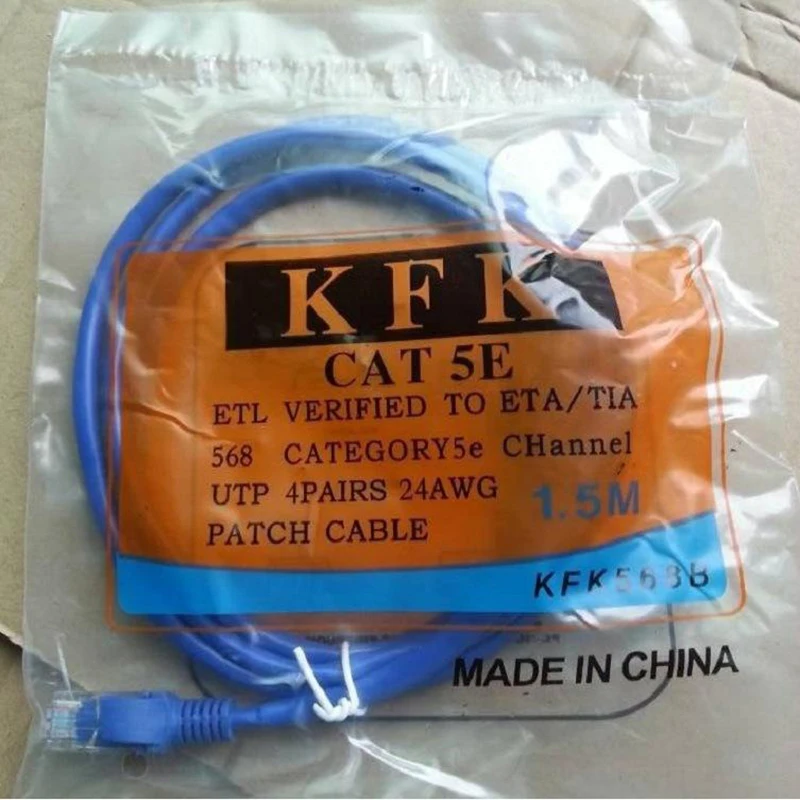 KFK
CAT 5E
ETL VERIFIED TO ETA/TIA
568 CATEGORY5e CHannel
UTP 4PAIRS 24AWG
1.5M
PATCH CABLE
KFK568B
MADE IN CHINA